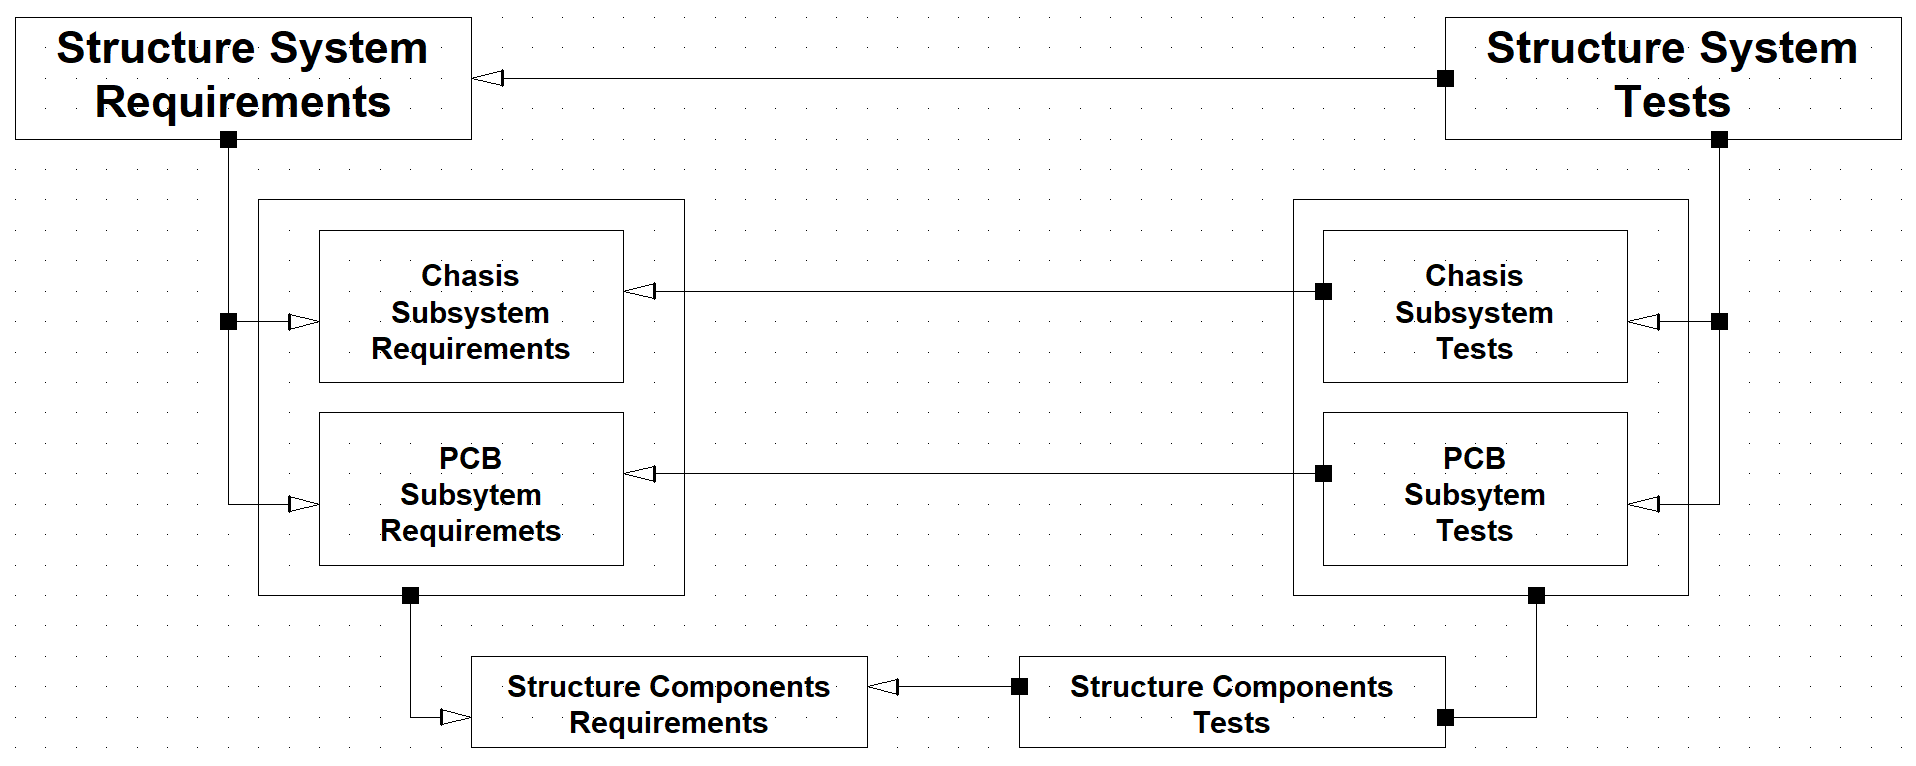 Structure System
Requirements
Structure System
Tests
Chasis
Subsystem
Requirements
Chasis
Subsystem
Tests
PCB
Subsytem
Requiremets
PCB
Subsytem
Tests
Structure Components
Requirements
Structure Components
Tests